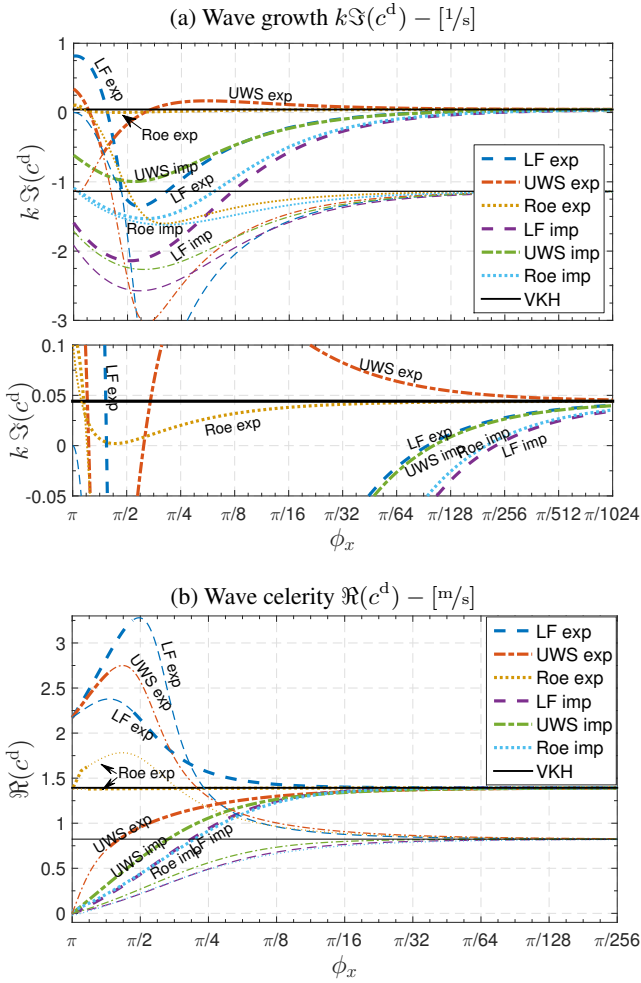 (a) Wave growth kℑ(c^d) – [1/s]
k ℑ(c^d)
1
0
-1
-2
-3
LF exp
UWS exp
Roe exp
UWS imp
LF exp
Roe imp
LF imp
LF exp
UWS exp
Roe exp
LF imp
UWS imp
Roe imp
VKH
k ℑ(c^d)
0.1
0.05
0
-0.05
LF exp
UWS exp
Roe exp
LF exp
UWS imp
Roe imp
LF imp
π π/2 π/4 π/8 π/16 π/32 π/64 π/128 π/256 π/512 π/1024
ϕ_x
(b) Wave celerity ℜ(c^d) – [m/s]
ℜ(c^d)
3
2.5
2
1.5
1
0.5
0
LF exp
UWS exp
LF exp
Roe exp
UWS exp
UWS imp
Roe imp
LF imp
LF exp
UWS exp
Roe exp
LF imp
UWS imp
Roe imp
VKH
π π/2 π/4 π/8 π/16 π/32 π/64 π/128 π/256
ϕ_x